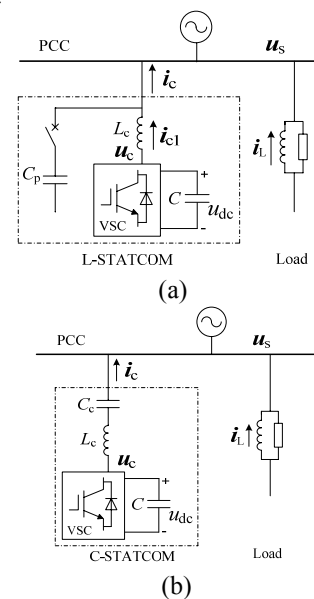 PCC
u_s
i_c
L_c
i_c1
u_c
C_p
+
C
u_dc
-
VSC
i_L
L-STATCOM
Load
(a)
PCC
u_s
i_c
C_c
L_c
u_c
+
C
u_dc
-
VSC
i_L
C-STATCOM
Load
(b)